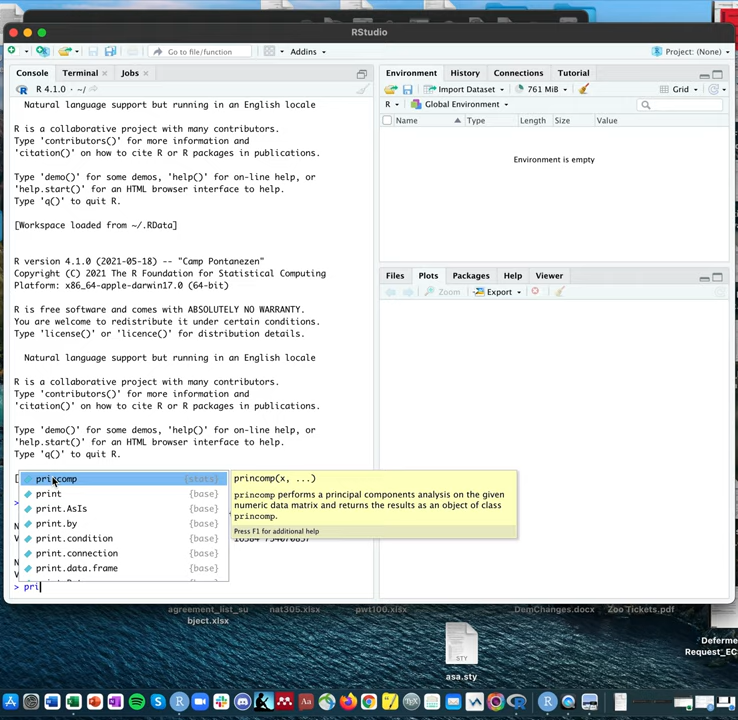 RStudio
Go to file/function
Addins
Project: (None)
Console
Terminal
Jobs
R 4.1.0 · ~/
Natural language support but running in an English locale
R is a collaborative project with many contributors.
Type 'contributors()' for more information and
'citation()' on how to cite R or R packages in publications.
Type 'demo()' for some demos, 'help()' for on-line help, or
'help.start()' for an HTML browser interface to help.
Type 'q()' to quit R.
[Workspace loaded from ~/.RData]
R version 4.1.0 (2021-05-18) -- "Camp Pontanezen"
Copyright (C) 2021 The R Foundation for Statistical Computing
Platform: x86_64-apple-darwin17.0 (64-bit)
R is free software and comes with ABSOLUTELY NO WARRANTY.
You are welcome to redistribute it under certain conditions.
Type 'license()' or 'licence()' for distribution details.
Natural language support but running in an English locale
R is a collaborative project with many contributors.
Type 'contributors()' for more information and
'citation()' on how to cite R or R packages in publications.
Type 'demo()' for some demos, 'help()' for on-line help, or
'help.start()' for an HTML browser interface to help.
Type 'q()' to quit R.
princomp {stats}
print {base}
print.AsIs {base}
print.by {base}
print.condition {base}
print.connection {base}
print.data.frame {base}
> pri
princomp(x, ...)
princomp performs a principal components analysis on the given
numeric data matrix and returns the results as an object of class
princomp.
Press F1 for additional help
Environment
History
Connections
Tutorial
Import Dataset
761 MiB
Grid
R
Global Environment
Name
Type
Length
Size
Value
Environment is empty
Files
Plots
Packages
Help
Viewer
Zoom
Export
agreement_list_su
bject.xlsx
nat305.xlsx
pwt100.xlsx
_DemChanges.docx
Zoo Tickets.pdf
Deferme
Request_EC
STY
asa.sty